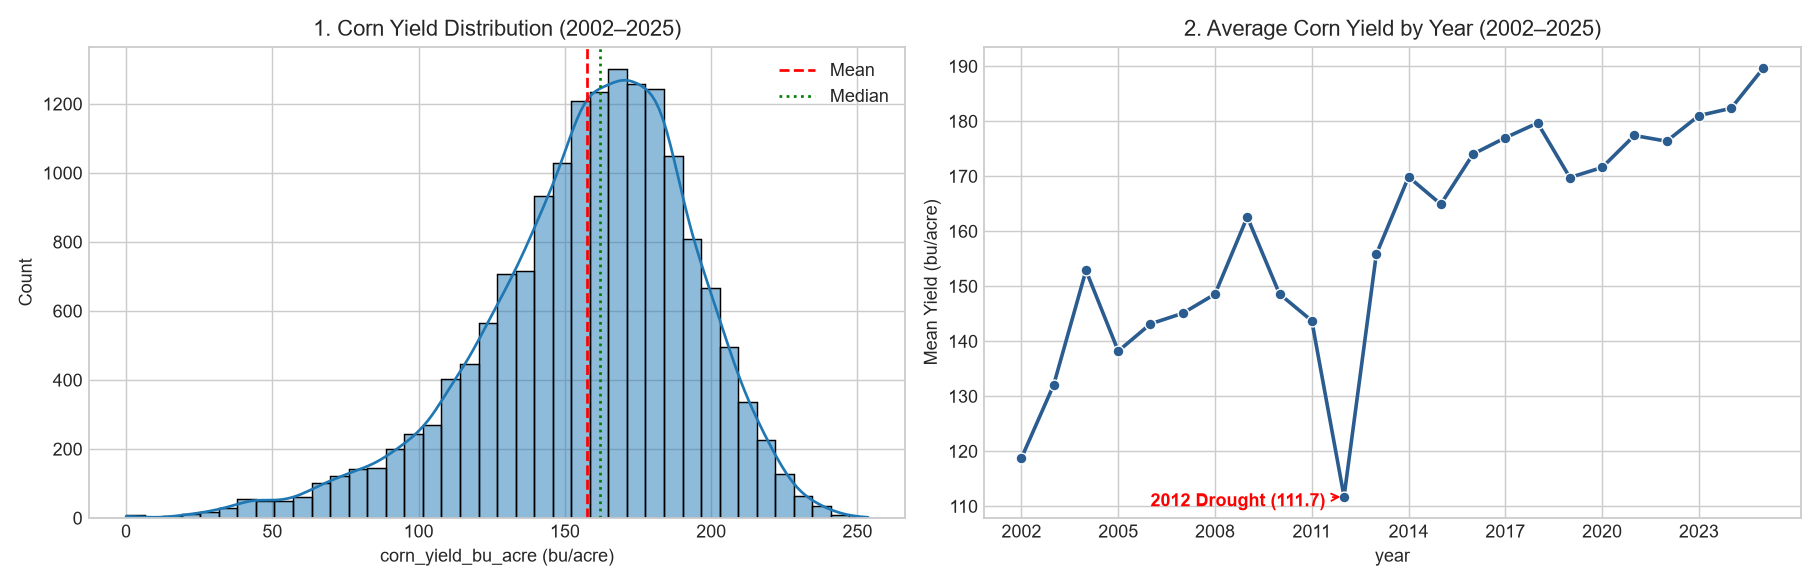 1. Corn Yield Distribution (2002–2025)
Mean
Median
1200
1000
800
600
400
200
0
Count
0 50 100 150 200 250
corn_yield_bu_acre (bu/acre)
2. Average Corn Yield by Year (2002–2025)
190
180
170
160
150
140
130
120
110
Mean Yield (bu/acre)
2012 Drought (111.7)
2002 2005 2008 2011 2014 2017 2020 2023
year